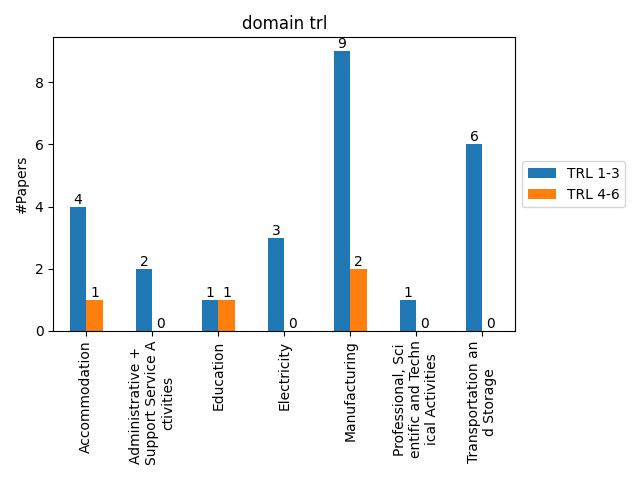 domain trl
#Papers
8
6
4
2
0
4
1
2
0
1
1
3
0
9
2
1
0
6
0
TRL 1-3
TRL 4-6
Accommodation
Administrative +
Support Service A
ctivities
Education
Electricity
Manufacturing
Professional, Sci
entific and Techn
ical Activities
Transportation an
d Storage